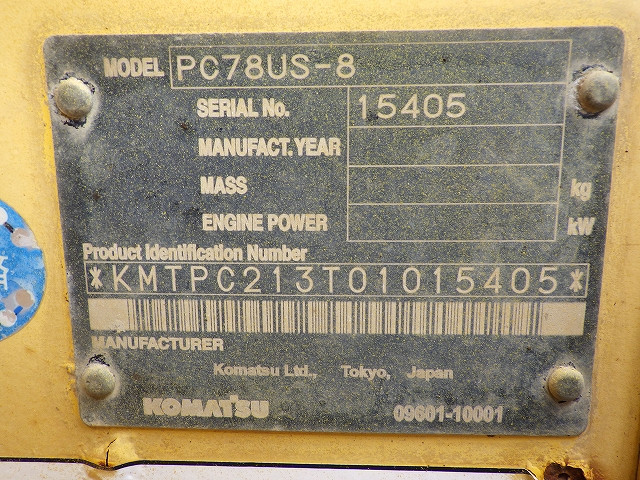 MODEL PC78US-8
SERIAL No. 15405
MANUFACT. YEAR
MASS kg
ENGINE POWER kW
Product Identification Number
*KMTPC213T01015405*
MANUFACTURER
Komatsu Ltd., Tokyo, Japan
KOMATSU 09601-10001